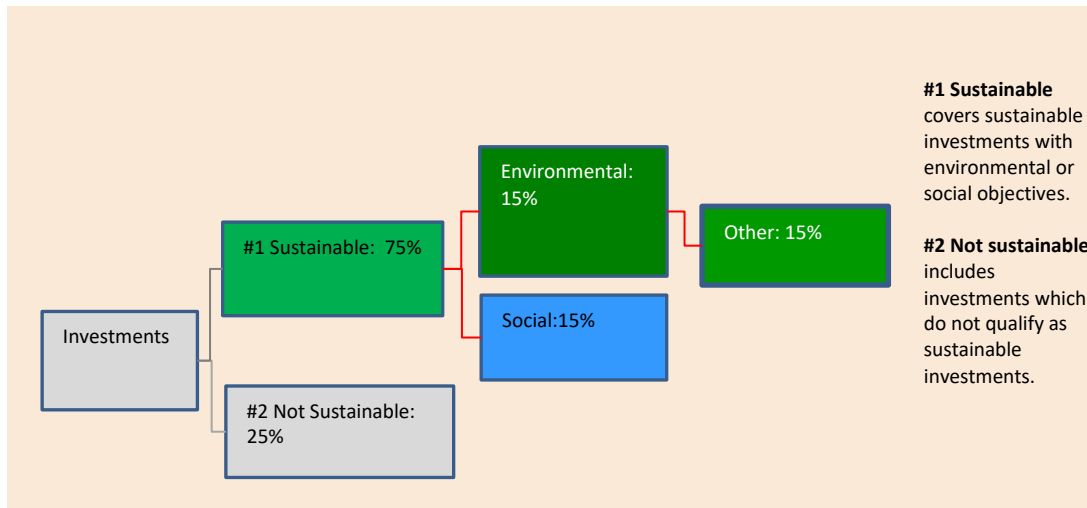 Investments
#1 Sustainable:  75%
#2 Not Sustainable:
25%
Environmental:
15%
Social:15%
Other: 15%
#1 Sustainable
covers sustainable
investments with
environmental or
social objectives.
#2 Not sustainable
includes
investments which
do not qualify as
sustainable
investments.